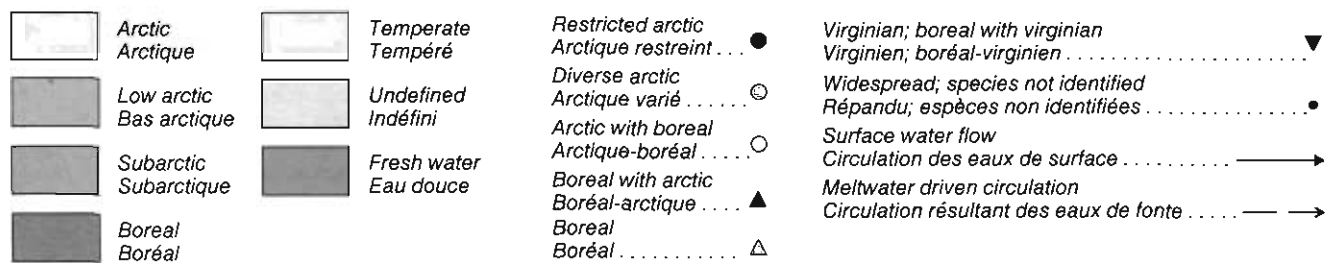 Arctic
Arctique
Low arctic
Bas arctique
Subarctic
Subarctique
Boreal
Boréal
Temperate
Tempéré
Undefined
Indéfini
Fresh water
Eau douce
Restricted arctic
Arctique restreint . . .
Diverse arctic
Arctique varié . . . . . .
Arctic with boreal
Arctique-boréal . . . . .
Boreal with arctic
Boréal-arctique . . . .
Boreal
Boréal . . . . . . . . . . . .
Virginian; boreal with virginian
Virginien; boréal-virginien . . . . . . . . . . . . . . . . . . . . . . .
Widespread; species not identified
Répandu; espèces non identifiées . . . . . . . . . . . . . . .
Surface water flow
Circulation des eaux de surface . . . . . . . . .
Meltwater driven circulation
Circulation résultant des eaux de fonte . . . . .